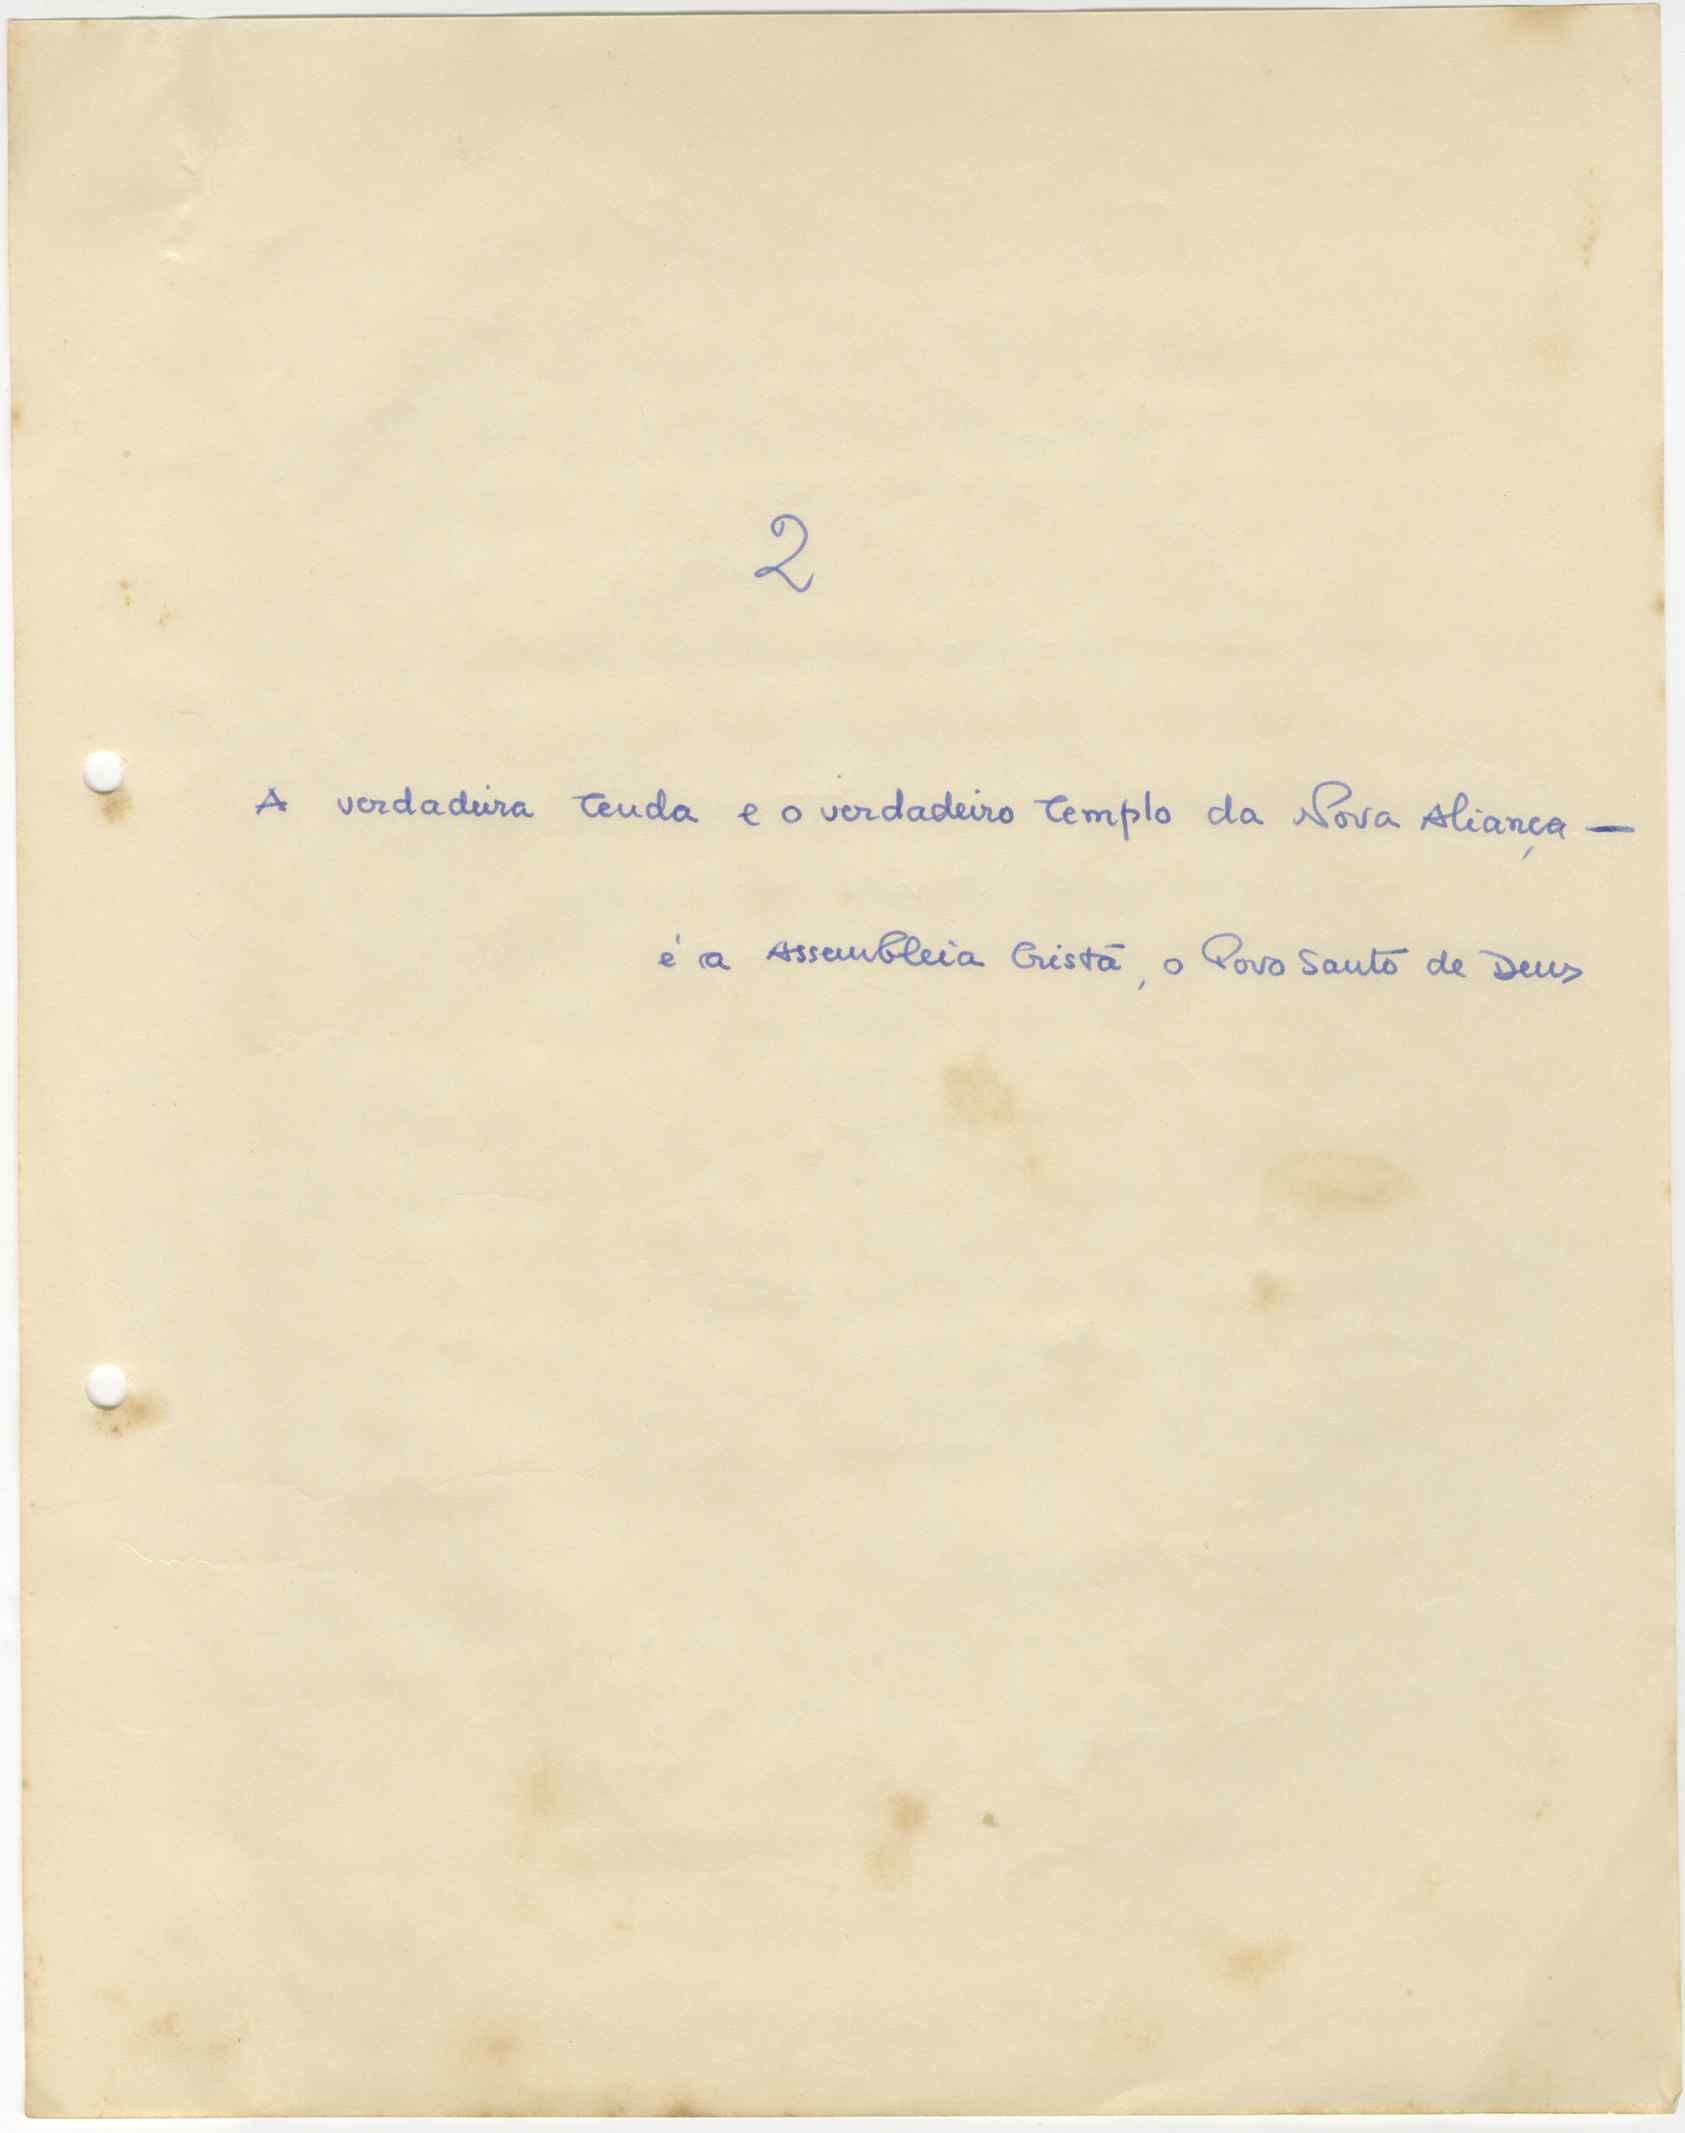 2
A verdadeira tenda e o verdadeiro templo da Nova Aliança —
é a Assembleia Cristã, o Povo Santo de Deus